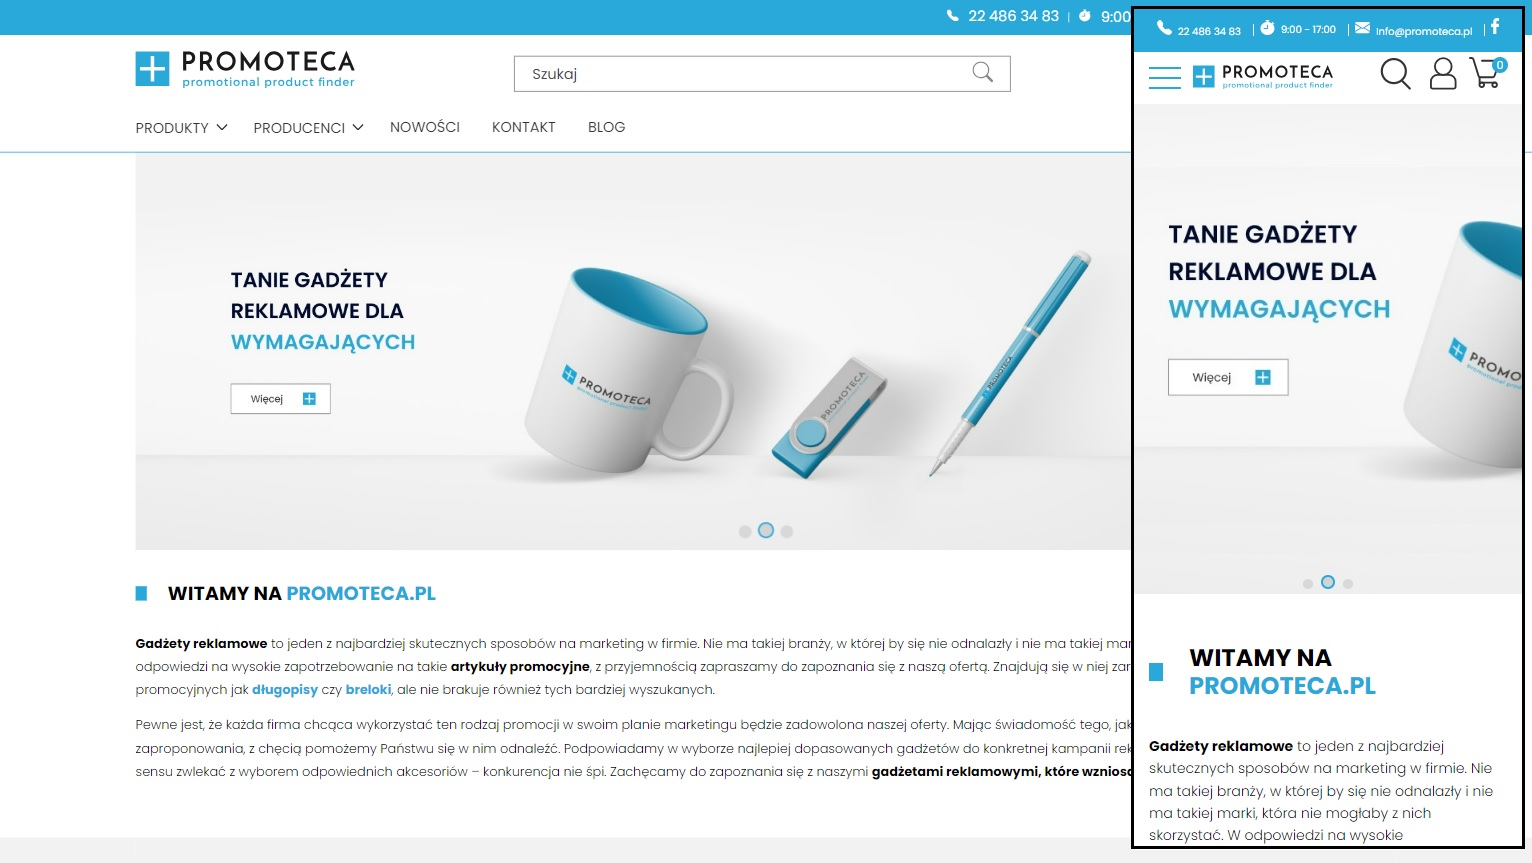 22 486 34 83
9:00
PROMOTECA
promotional product finder
Szukaj
PRODUKTY
PRODUCENCI
NOWOŚCI
KONTAKT
BLOG
TANIE GADŻETY
REKLAMOWE DLA
WYMAGAJĄCYCH
Więcej
PROMOTECA
promotional product finder
PROMOTECA
PROMOTECA
WITAMY NA PROMOTECA.PL
Gadżety reklamowe to jeden z najbardziej skutecznych sposobów na marketing w firmie. Nie ma takiej branży, w której by się nie odnalazły i nie ma takiej mar
odpowiedzi na wysokie zapotrzebowanie na takie artykuły promocyjne, z przyjemnością zapraszamy do zapoznania się z naszą ofertą. Znajdują się w niej zar
promocyjnych jak długopisy czy breloki, ale nie brakuje również tych bardziej wyszukanych.
Pewne jest, że każda firma chcąca wykorzystać ten rodzaj promocji w swoim planie marketingu będzie zadowolona naszej oferty. Mając świadomość tego, jak
zaproponowania, z chęcią pomożemy Państwu się w nim odnaleźć. Podpowiadamy w wyborze najlepiej dopasowanych gadżetów do konkretnej kampanii rek
sensu zwlekać z wyborem odpowiednich akcesoriów – konkurencja nie śpi. Zachęcamy do zapoznania się z naszymi gadżetami reklamowymi, które wzniosą
22 486 34 83
9:00 - 17:00
info@promoteca.pl
PROMOTECA
promotional product finder
0
TANIE GADŻETY
REKLAMOWE DLA
WYMAGAJĄCYCH
Więcej
PROMO
WITAMY NA
PROMOTECA.PL
Gadżety reklamowe to jeden z najbardziej
skutecznych sposobów na marketing w firmie. Nie
ma takiej branży, w której by się nie odnalazły i nie
ma takiej marki, która nie mogłaby z nich
skorzystać. W odpowiedzi na wysokie